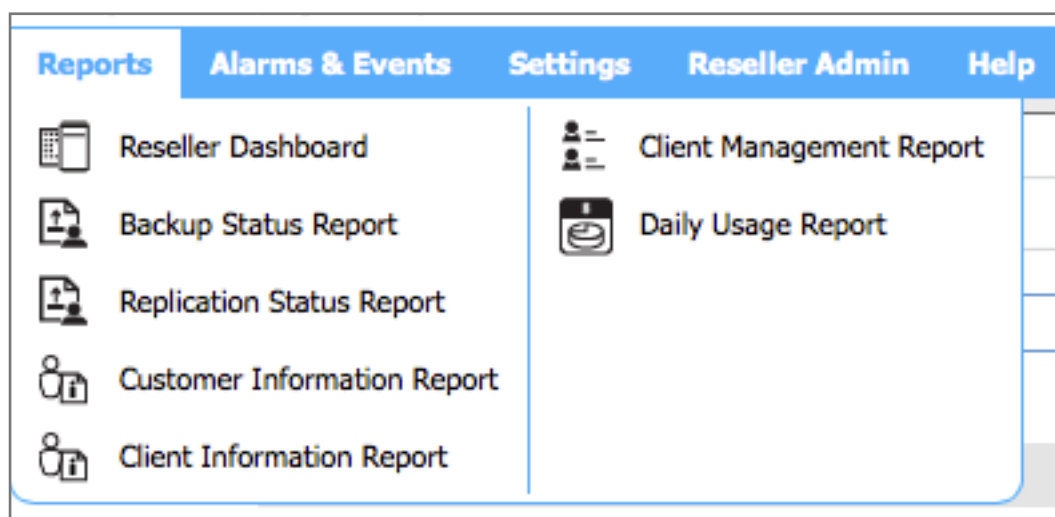 Reports Alarms & Events Settings Reseller Admin Help
Reseller Dashboard
Backup Status Report
Replication Status Report
Customer Information Report
Client Information Report
Client Management Report
Daily Usage Report